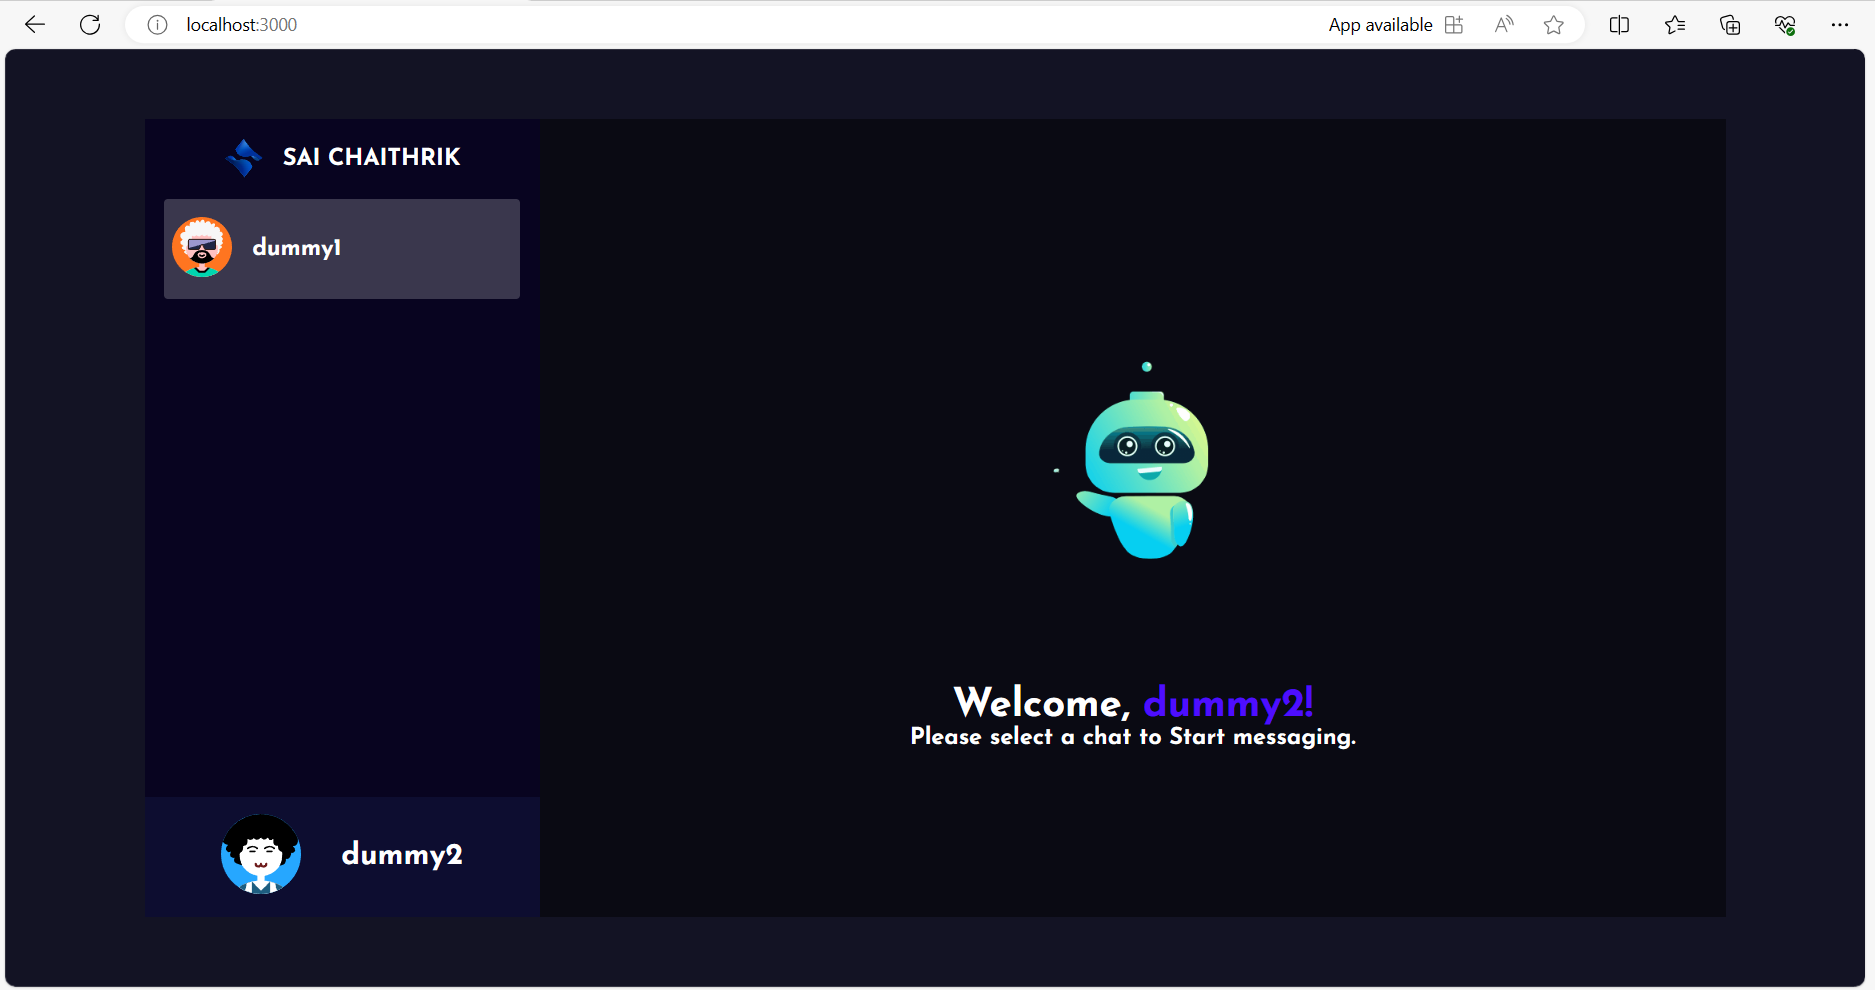 localhost:3000
App available
SAI CHAITHRIK
dummy1
Welcome, dummy2!
Please select a chat to Start messaging.
dummy2